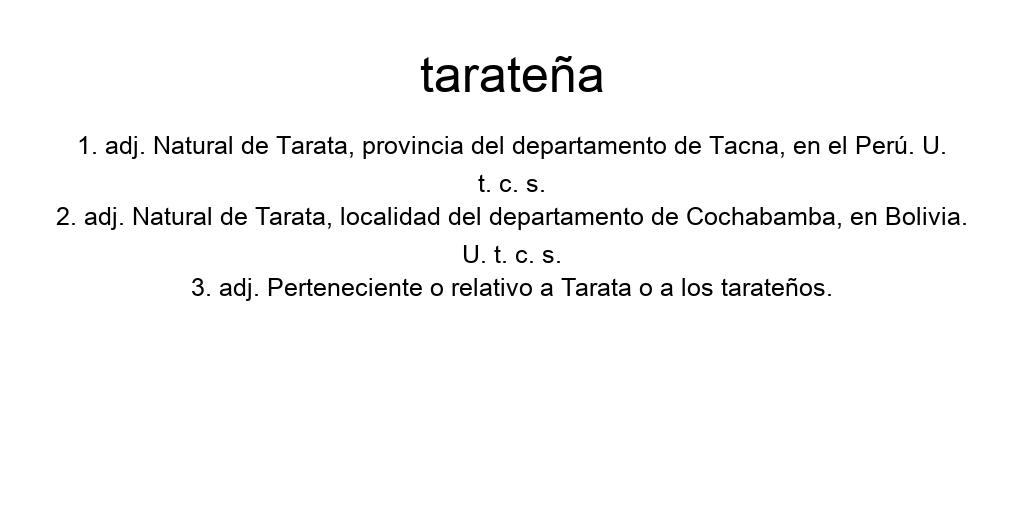 tarateña
1. adj. Natural de Tarata, provincia del departamento de Tacna, en el Perú. U.
t. c. s.
2. adj. Natural de Tarata, localidad del departamento de Cochabamba, en Bolivia.
U. t. c. s.
3. adj. Perteneciente o relativo a Tarata o a los tarateños.